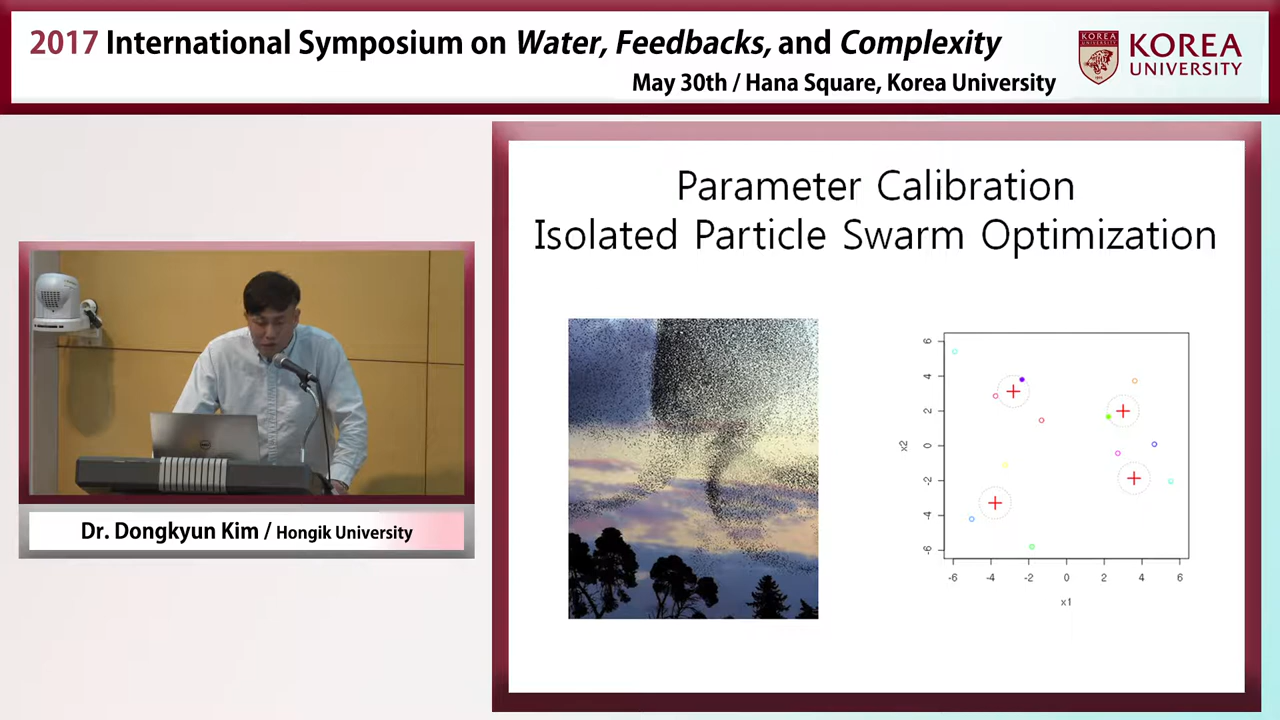 2017 International Symposium on Water, Feedbacks, and Complexity
May 30th / Hana Square, Korea University
KOREA
UNIVERSITY
Parameter Calibration
Isolated Particle Swarm Optimization
6
4
2
0
-2
-4
-6
x2
-6 -4 -2 0 2 4 6
x1
Dr. Dongkyun Kim / Hongik University